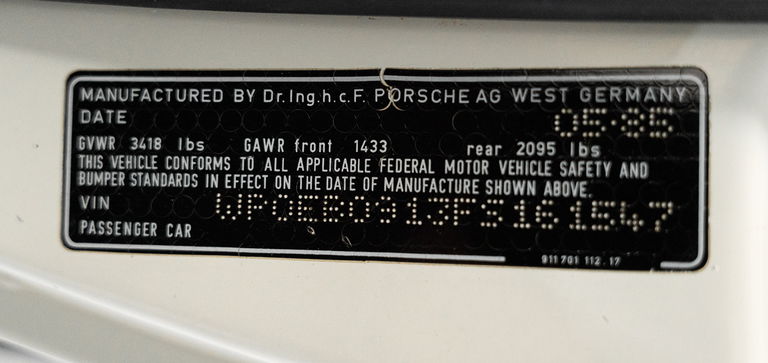 MANUFACTURED BY Dr.Ing.h.c.F. PORSCHE AG WEST GERMANY
DATE 05·85
GVWR 3418 lbs GAWR front 1433 rear 2095 lbs
THIS VEHICLE CONFORMS TO ALL APPLICABLE FEDERAL MOTOR VEHICLE SAFETY AND
BUMPER STANDARDS IN EFFECT ON THE DATE OF MANUFACTURE SHOWN ABOVE.
VIN WP0EB0913FS161547
PASSENGER CAR
911 701 112 .17